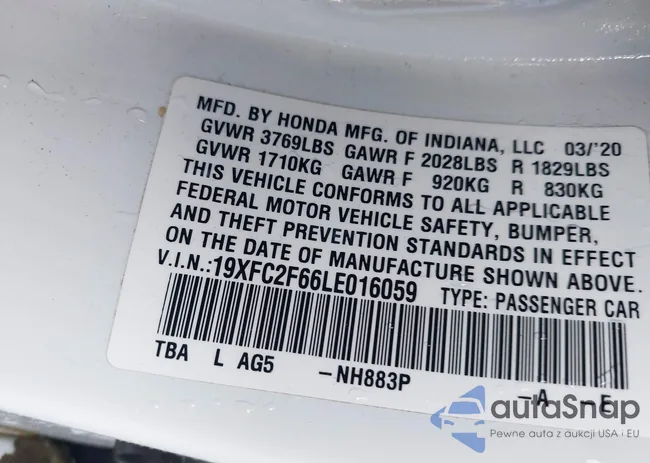 MFD. BY HONDA MFG. OF INDIANA, LLC 03/'20
GVWR 3769LBS GAWR F 2028LBS R 1829LBS
GVWR 1710KG GAWR F 920KG R 830KG
THIS VEHICLE CONFORMS TO ALL APPLICABLE
FEDERAL MOTOR VEHICLE SAFETY, BUMPER,
AND THEFT PREVENTION STANDARDS IN EFFECT
ON THE DATE OF MANUFACTURE SHOWN ABOVE.
V.I.N.:19XFC2F66LE016059 TYPE: PASSENGER CAR
TBA L AG5 -NH883P -A -E
autaSnap
Pewne auta z aukcji USA i EU